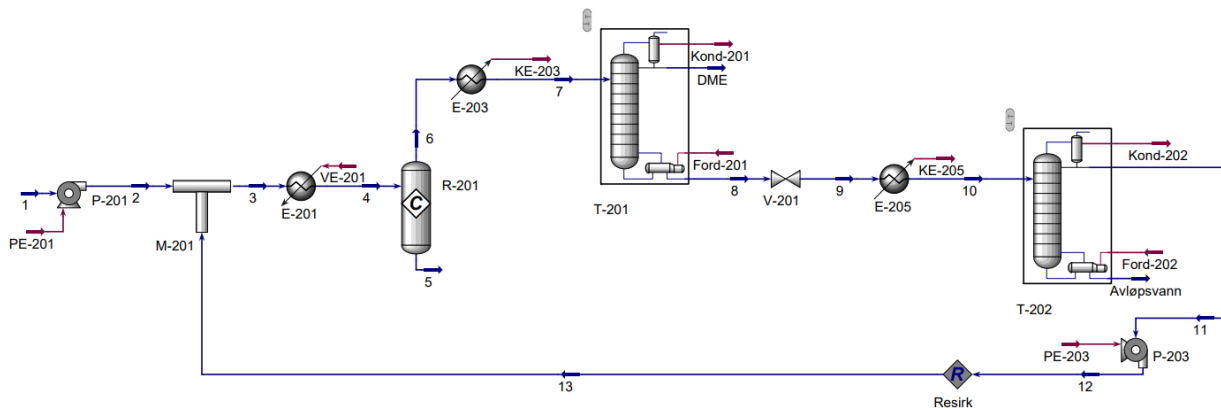 Kond-201
KE-203
DME
7
E-203
6
Ford-201
Kond-202
VE-201
R-201
8
9
KE-205
10
1
P-201
2
3
E-201
4
V-201
E-205
C
T-201
PE-201
M-201
5
Ford-202
Avløpsvann
T-202
11
PE-203
P-203
R
13
12
Resirk